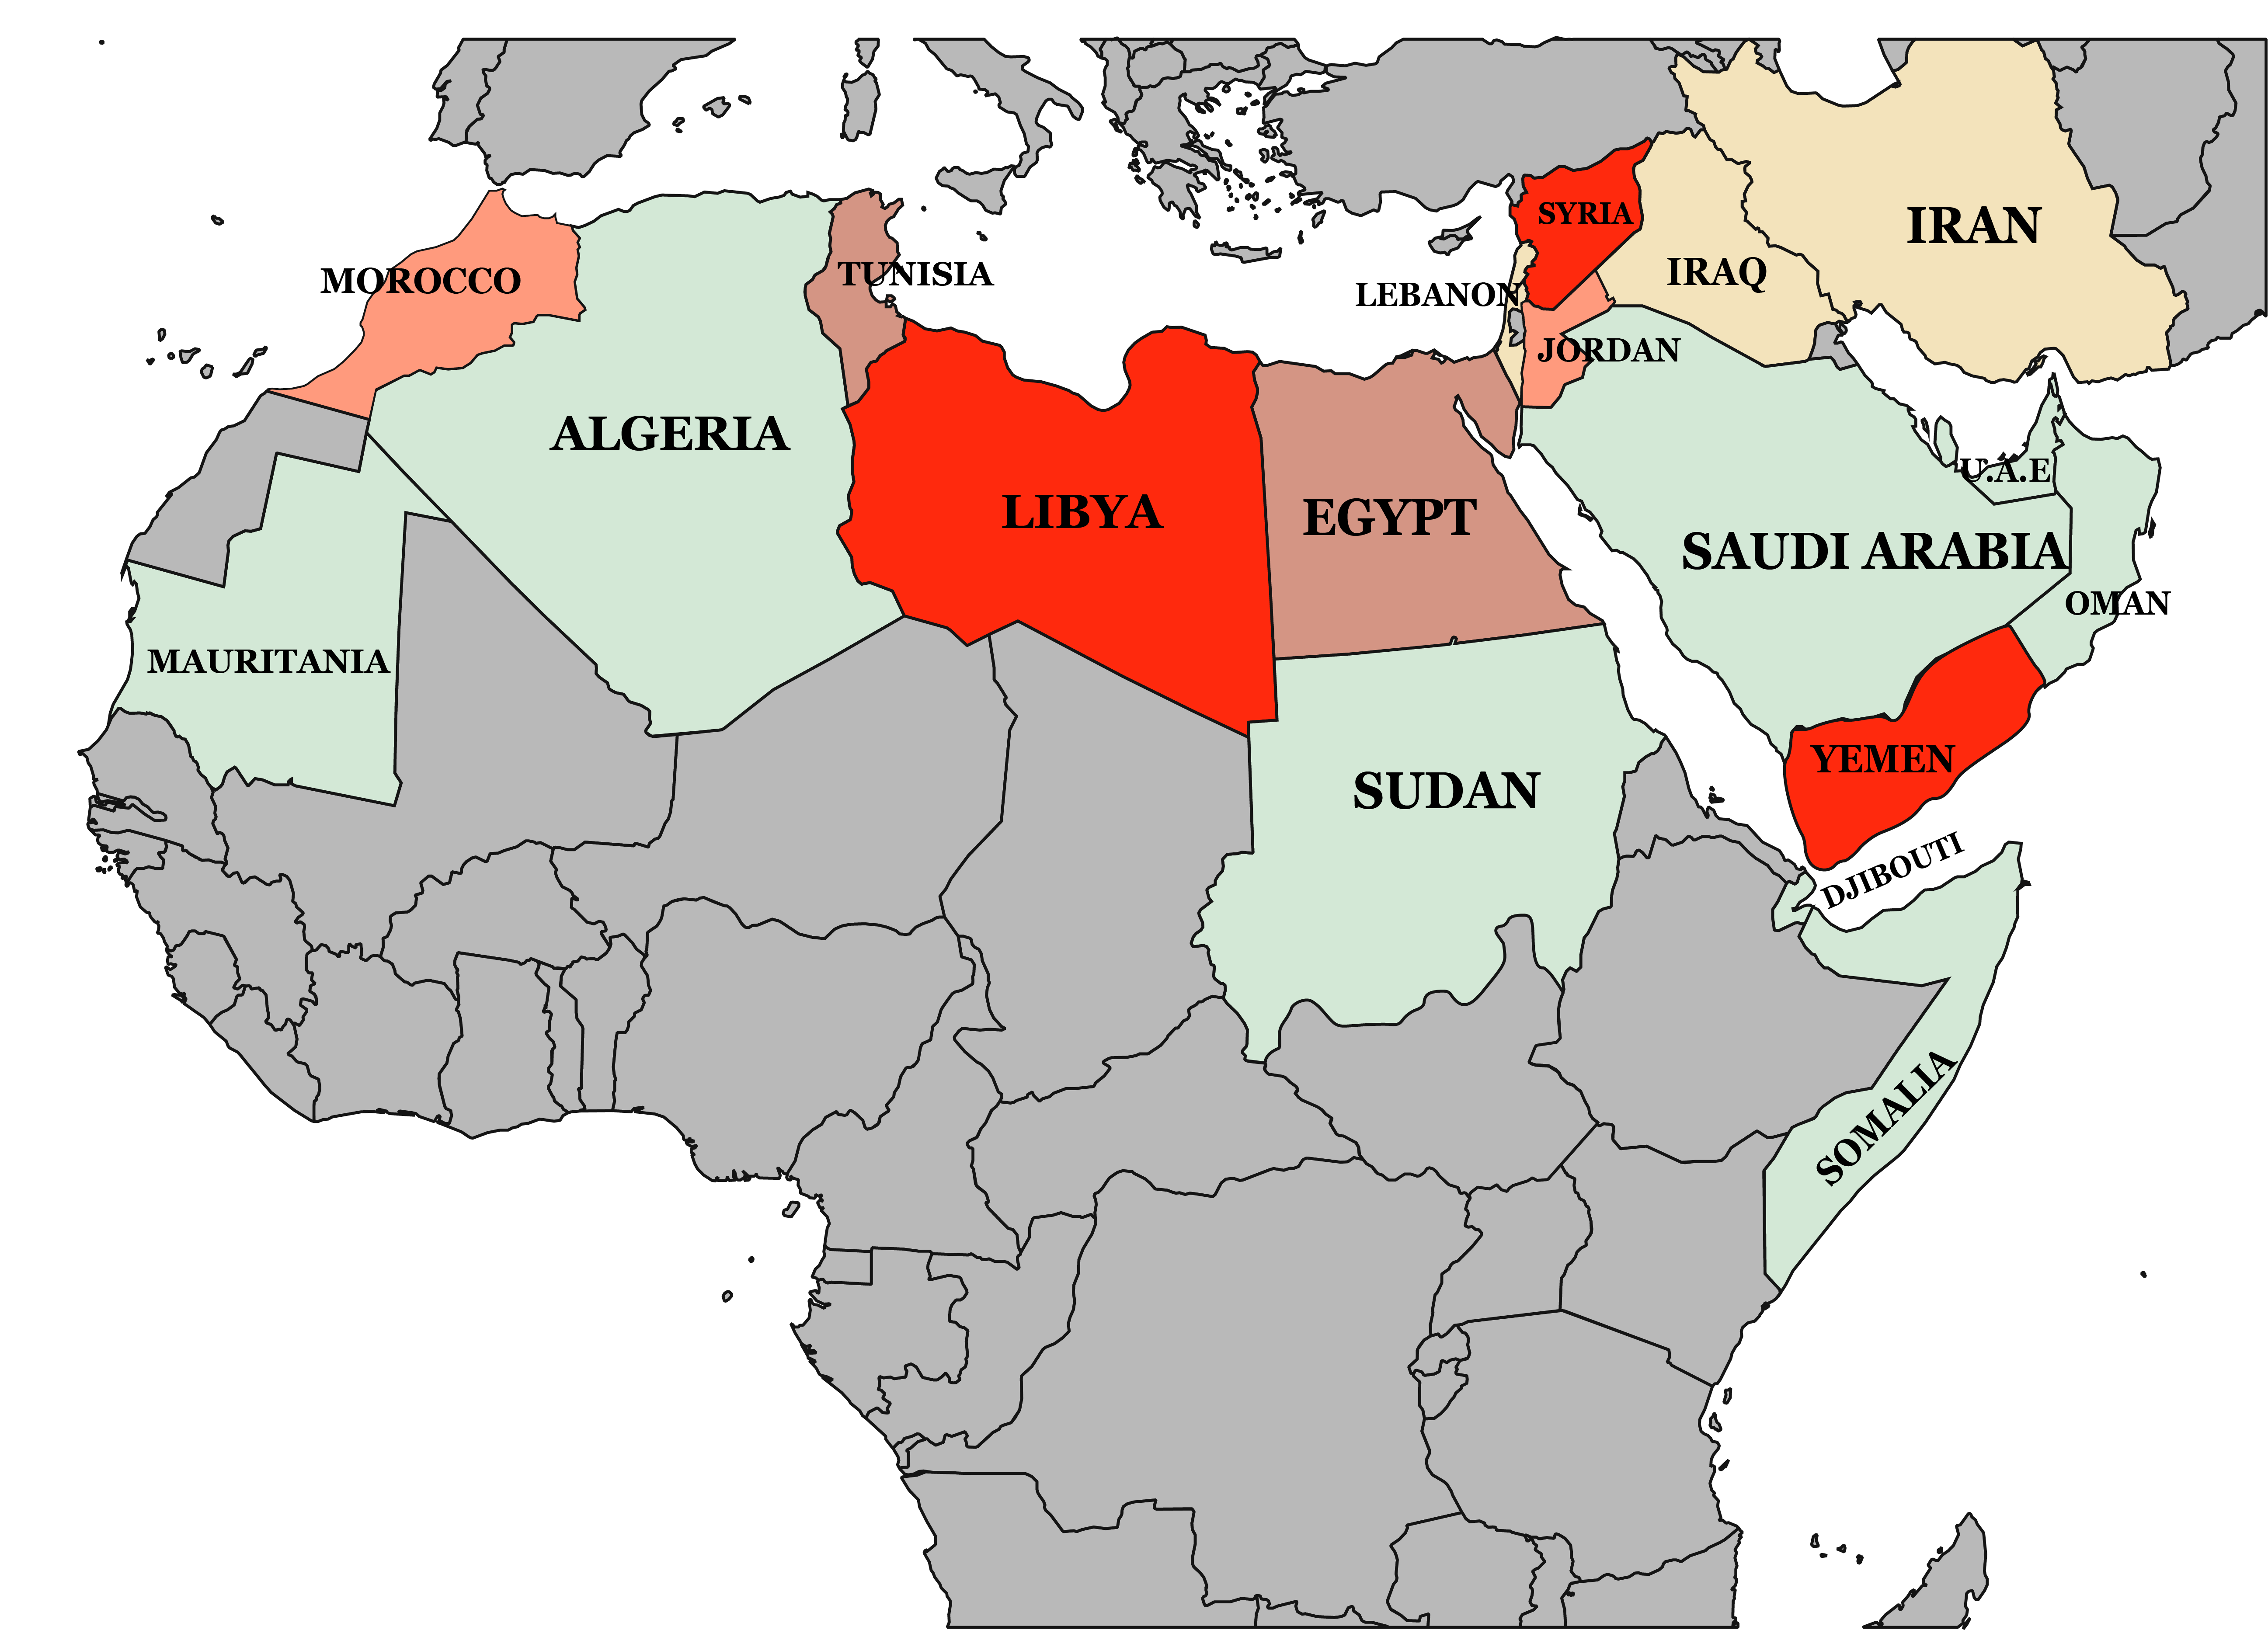 SYRIA
IRAN
IRAQ
MOROCCO
TUNISIA
LEBANON
JORDAN
ALGERIA
U.A.E
LIBYA
EGYPT
SAUDI ARABIA
OMAN
MAURITANIA
YEMEN
SUDAN
DJIBOUTI
SOMALIA